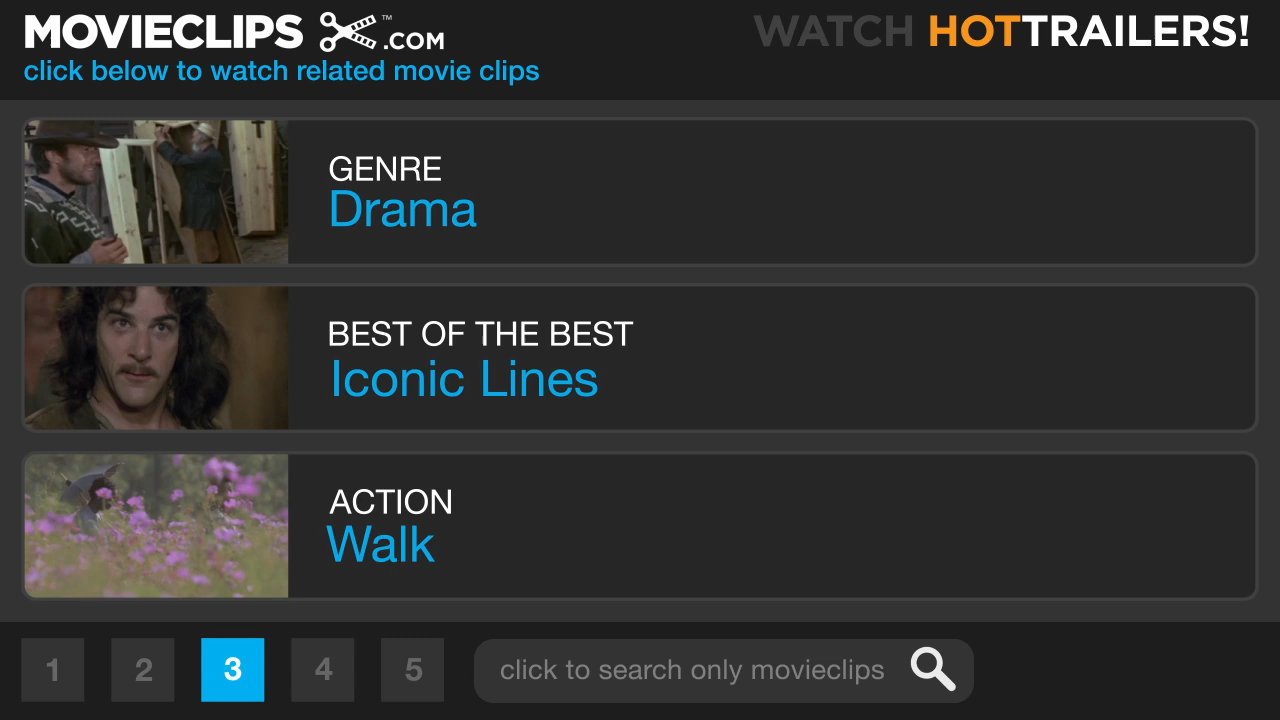 MOVIECLIPS ™ .COM
WATCH HOTTRAILERS!
click below to watch related movie clips
GENRE
Drama
BEST OF THE BEST
Iconic Lines
ACTION
Walk
1 2 3 4 5 click to search only movieclips